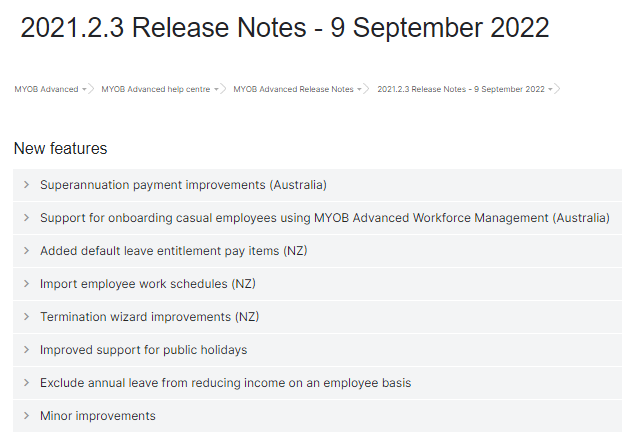 2021.2.3 Release Notes - 9 September 2022
MYOB Advanced MYOB Advanced help centre MYOB Advanced Release Notes 2021.2.3 Release Notes - 9 September 2022
New features
Superannuation payment improvements (Australia)
Support for onboarding casual employees using MYOB Advanced Workforce Management (Australia)
Added default leave entitlement pay items (NZ)
Import employee work schedules (NZ)
Termination wizard improvements (NZ)
Improved support for public holidays
Exclude annual leave from reducing income on an employee basis
Minor improvements